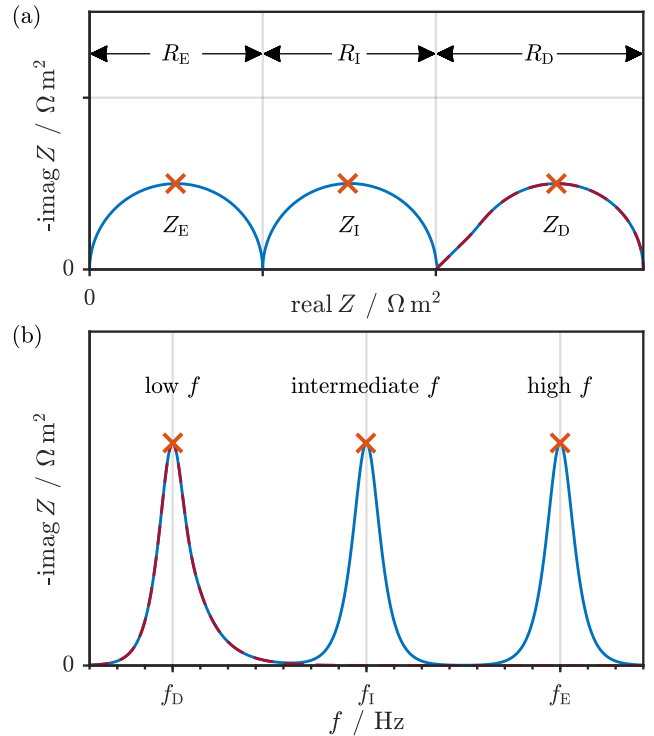 (a)
R_E R_I R_D
-imag Z / Ω m²
Z_E Z_I Z_D
0
0
real Z / Ω m²
(b)
low f intermediate f high f
-imag Z / Ω m²
0
f_D f_I f_E
f / Hz